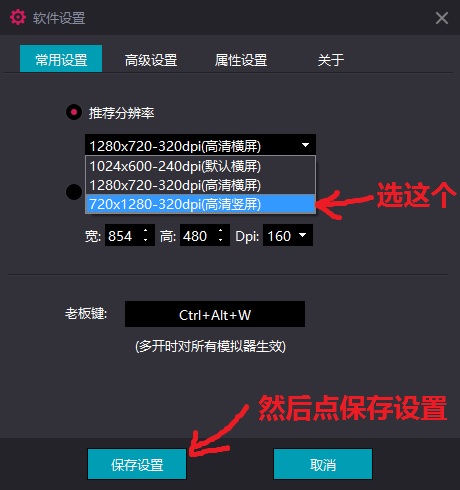 软件设置
常用设置 高级设置 属性设置 关于
推荐分辨率
1280x720-320dpi(高清横屏)
1024x600-240dpi(默认横屏)
1280x720-320dpi(高清横屏)
720x1280-320dpi(高清竖屏)
选这个
宽: 854 高: 480 Dpi: 160
老板键: Ctrl+Alt+W
(多开时对所有模拟器生效)
然后点保存设置
保存设置 取消